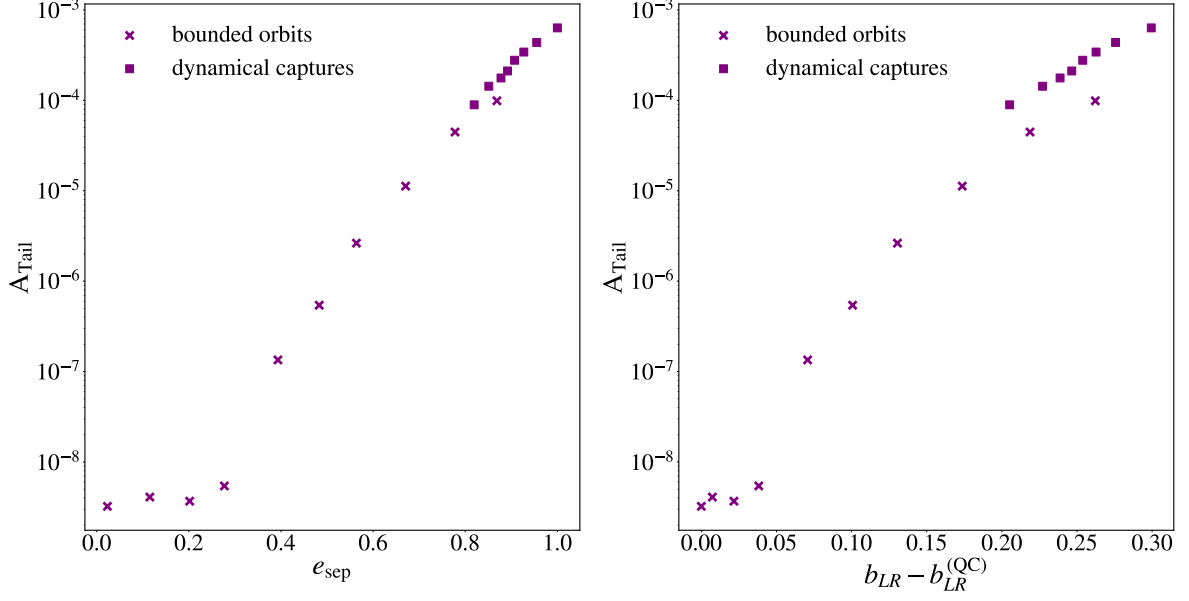 bounded orbits
dynamical captures
10⁻³
10⁻⁴
10⁻⁵
10⁻⁶
10⁻⁷
10⁻⁸
A_Tail
0.0 0.2 0.4 0.6 0.8 1.0
e_sep
bounded orbits
dynamical captures
10⁻³
10⁻⁴
10⁻⁵
10⁻⁶
10⁻⁷
10⁻⁸
A_Tail
0.00 0.05 0.10 0.15 0.20 0.25 0.30
b_LR − b_LR^(QC)